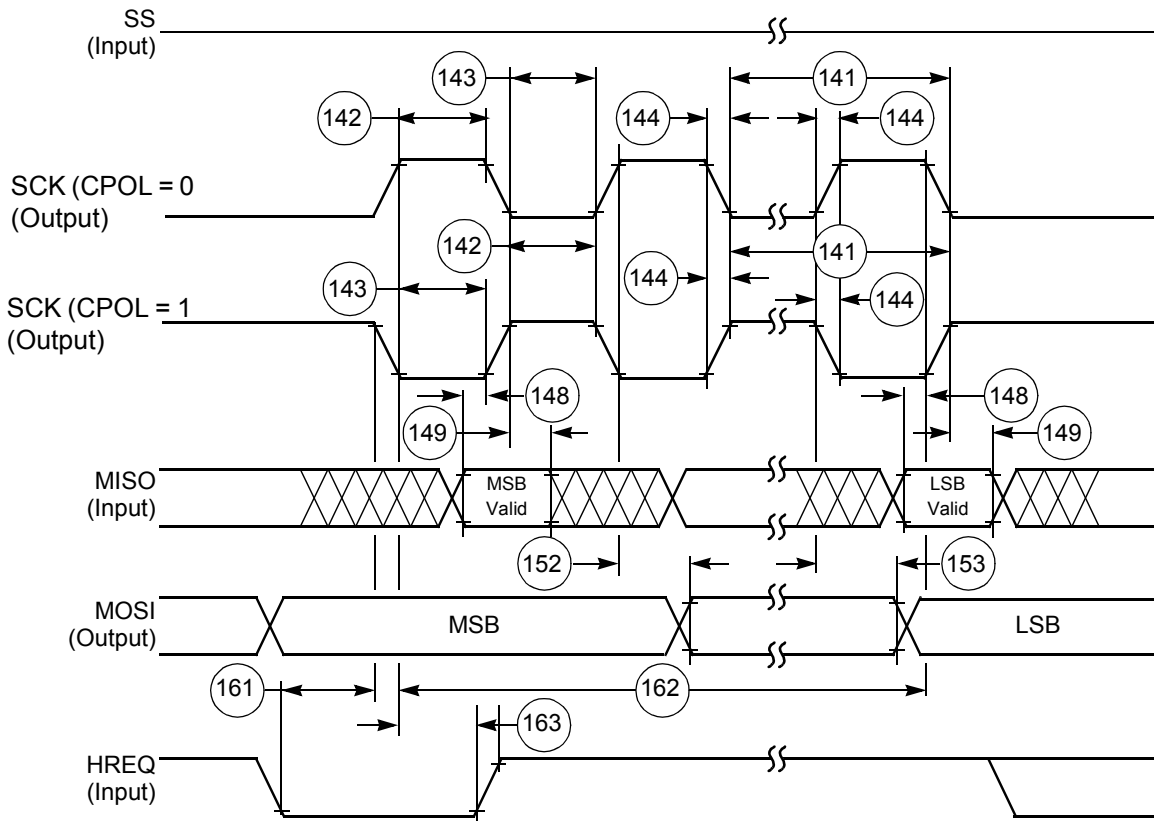 SS
(Input)
143
141
142
144
144
SCK (CPOL = 0
(Output)
142
141
143
144
144
SCK (CPOL = 1
(Output)
148
148
149
149
MISO
(Input)
MSB
Valid
LSB
Valid
152
153
MOSI
(Output)
MSB
LSB
161
162
163
HREQ
(Input)